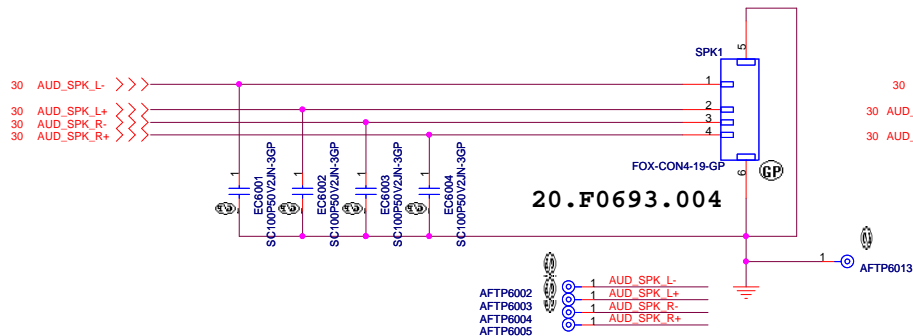 SPK1
5
30 AUD_SPK_L-
1
30
30 AUD_SPK_L+
2
30 AUD_
30 AUD_SPK_R-
3
30 AUD_SPK_R+
4
30 AUD_
FOX-CON4-19-GP
GP
6
20.F0693.004
1
EC6001
SC100P50V2JN-3GP
1
EC6002
SC100P50V2JN-3GP
1
EC6003
SC100P50V2JN-3GP
1
EC6004
SC100P50V2JN-3GP
1
AFTP6013
AFTP6002
1
AUD_SPK_L-
AFTP6003
1
AUD_SPK_L+
AFTP6004
1
AUD_SPK_R-
AFTP6005
1
AUD_SPK_R+